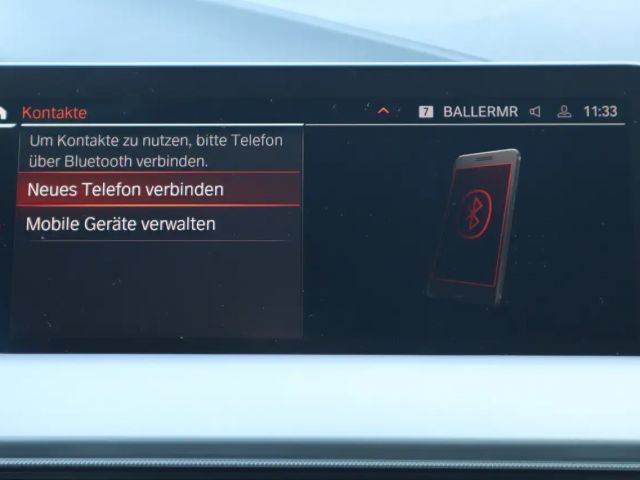 Kontakte
7 BALLERMR 11:33
Um Kontakte zu nutzen, bitte Telefon
über Bluetooth verbinden.
Neues Telefon verbinden
Mobile Geräte verwalten